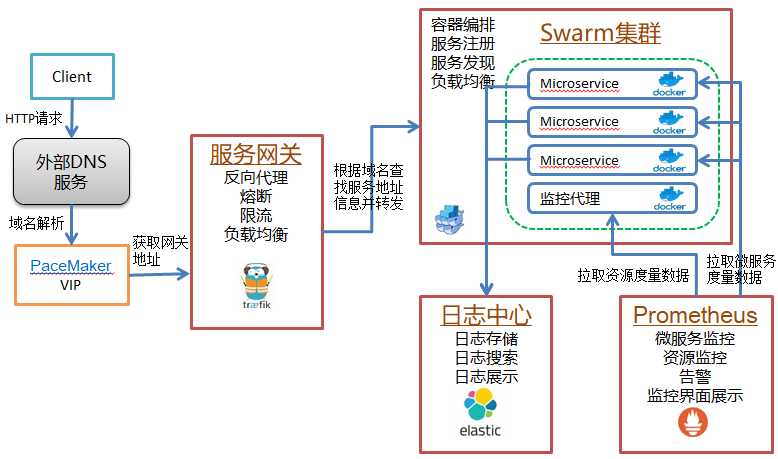 Client
HTTP请求
外部DNS
服务
域名解析
PaceMaker
VIP
获取网关
地址
服务网关
反向代理
熔断
限流
负载均衡
træfik
根据域名查
找服务地址
信息并转发
容器编排
服务注册
服务发现
负载均衡
Swarm集群
Microservice
docker
Microservice
docker
Microservice
docker
监控代理
docker
拉取资源度量数据
拉取微服务
度量数据
日志中心
日志存储
日志搜索
日志展示
elastic
Prometheus
微服务监控
资源监控
告警
监控界面展示